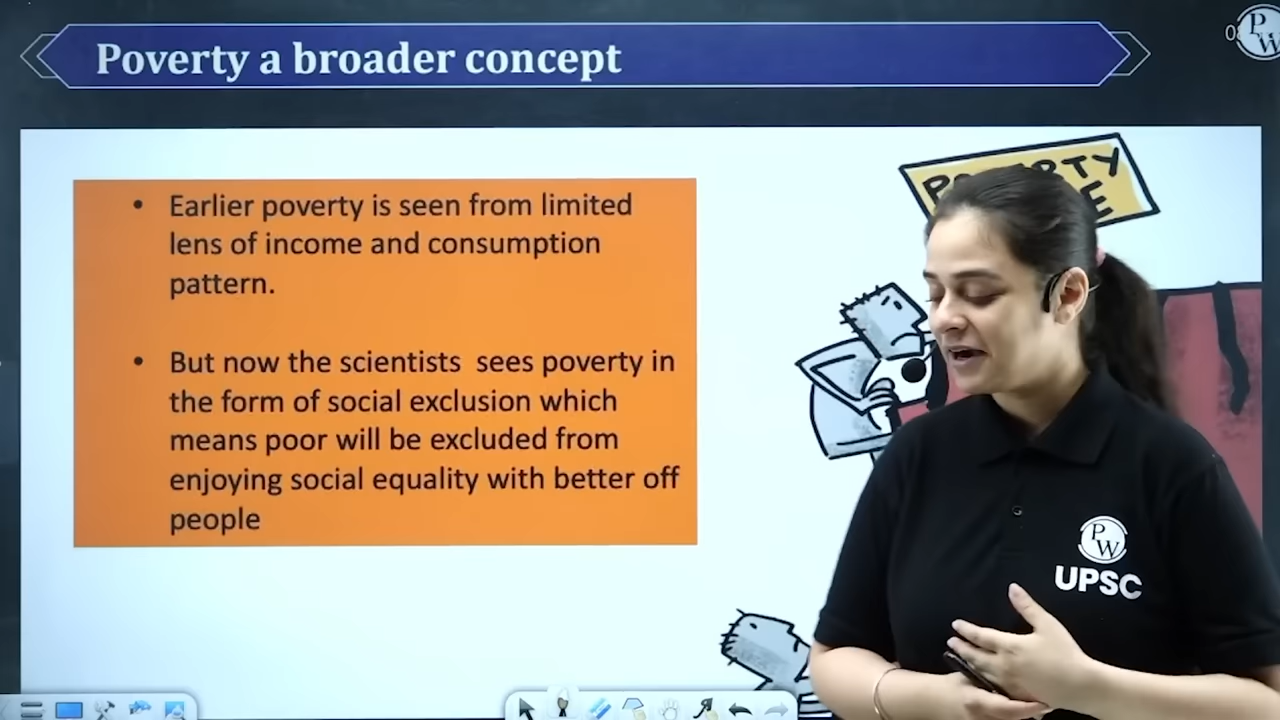 Poverty a broader concept
PW
• Earlier poverty is seen from limited
lens of income and consumption
pattern.
• But now the scientists  sees poverty in
the form of social exclusion which
means poor will be excluded from
enjoying social equality with better off
people
PW
UPSC